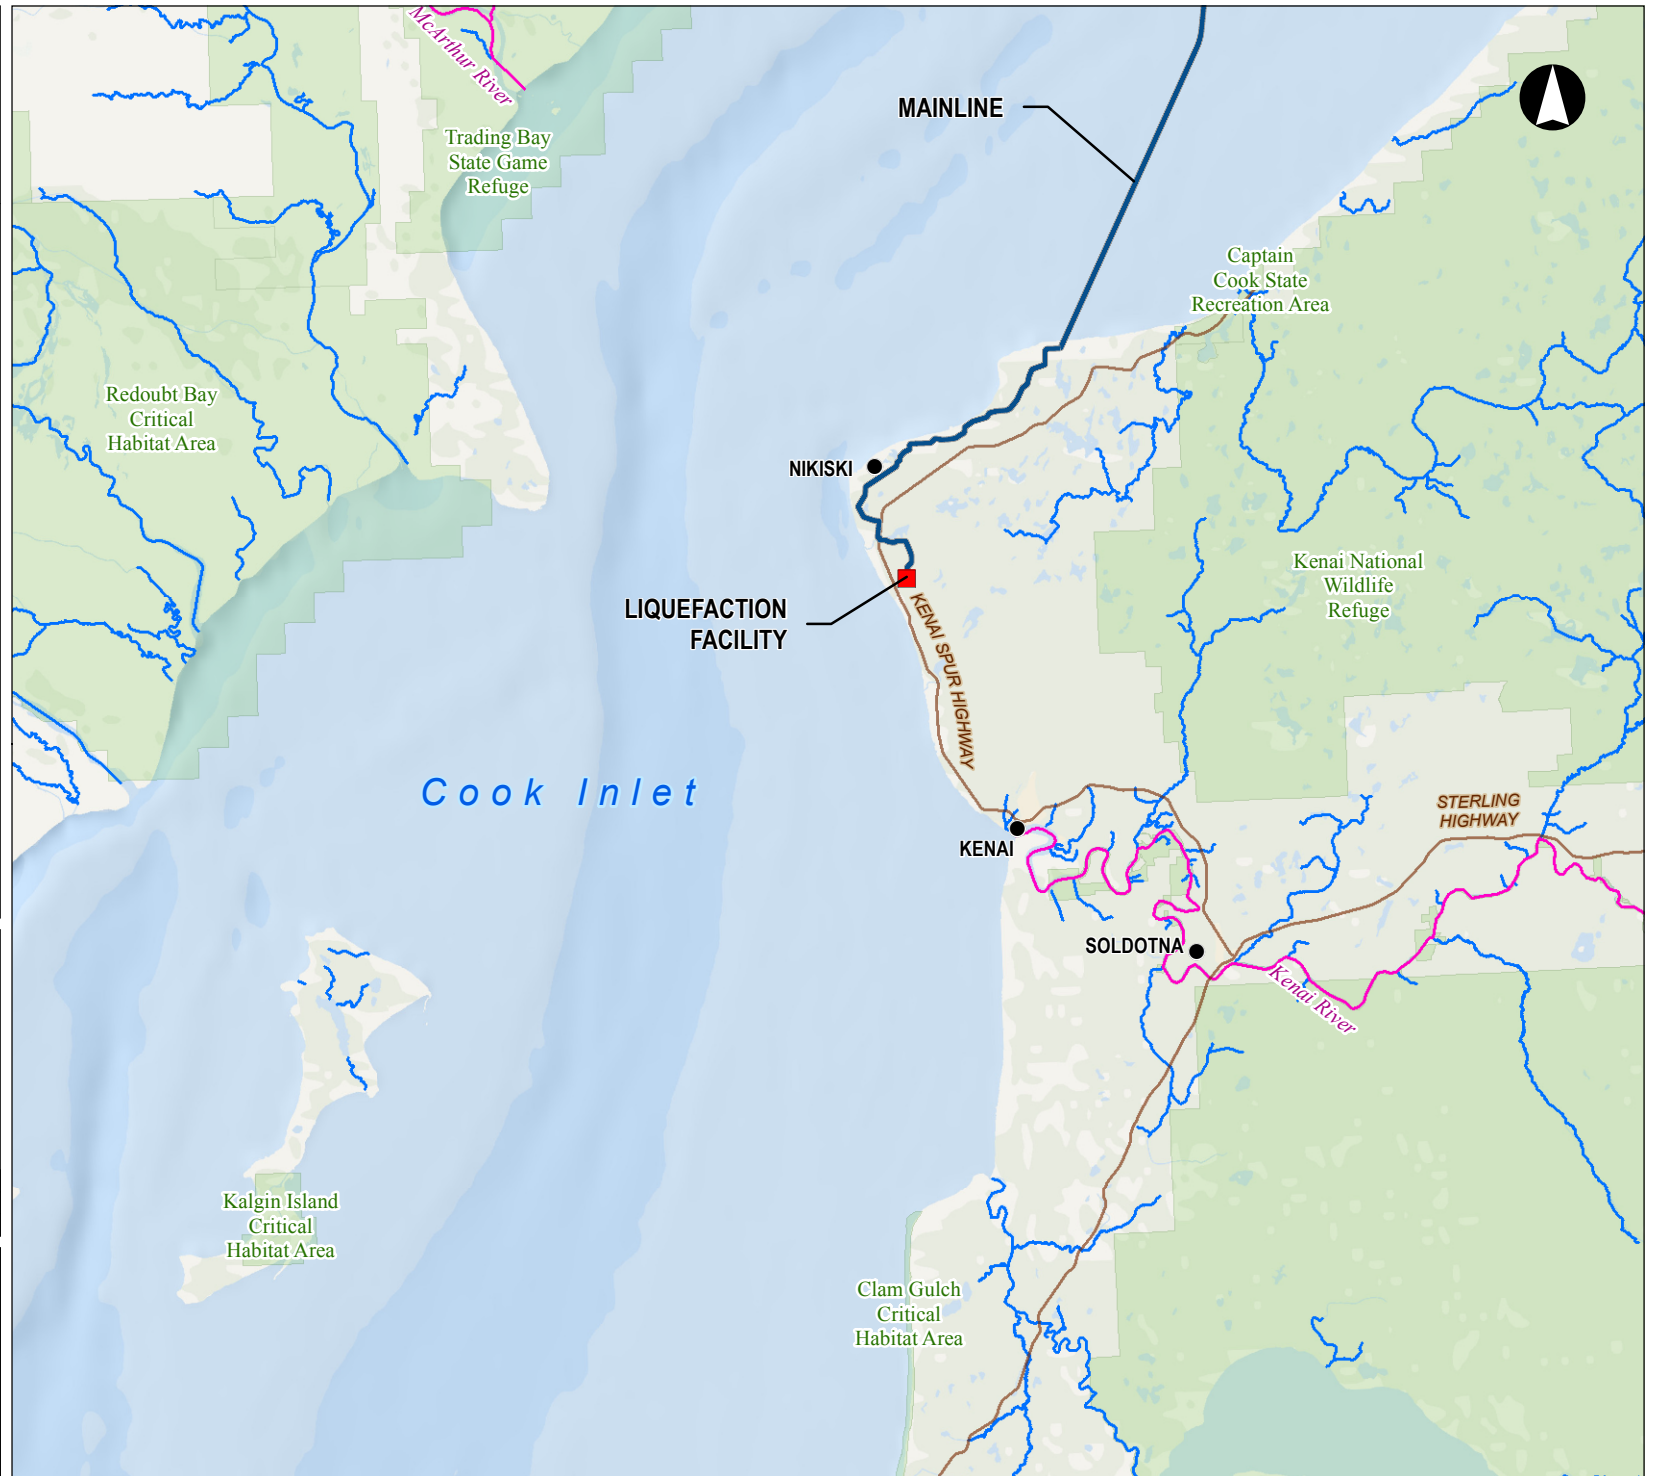 McArthur River
MAINLINE
Trading Bay
State Game
Refuge
Captain
Cook State
Recreation Area
Redoubt Bay
Critical
Habitat Area
NIKISKI
Kenai National
Wildlife
Refuge
LIQUEFACTION
FACILITY
KENAI SPUR HIGHWAY
Cook Inlet
STERLING
HIGHWAY
KENAI
SOLDOTNA
Kenai River
Kalgin Island
Critical
Habitat Area
Clam Gulch
Critical
Habitat Area